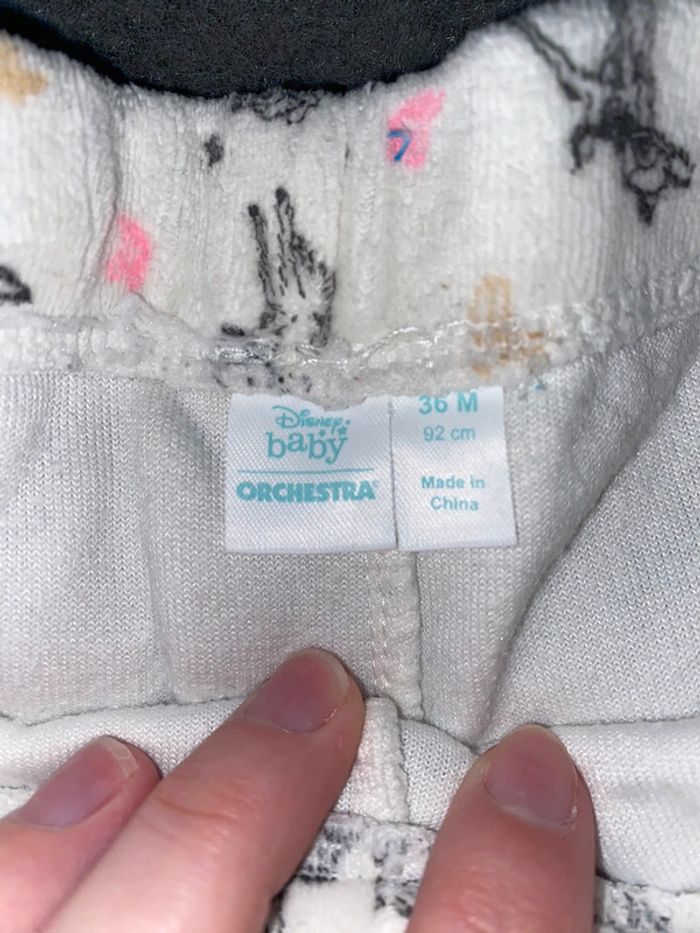 Disney
baby
ORCHESTRA
36 M
92 cm
Made in
China